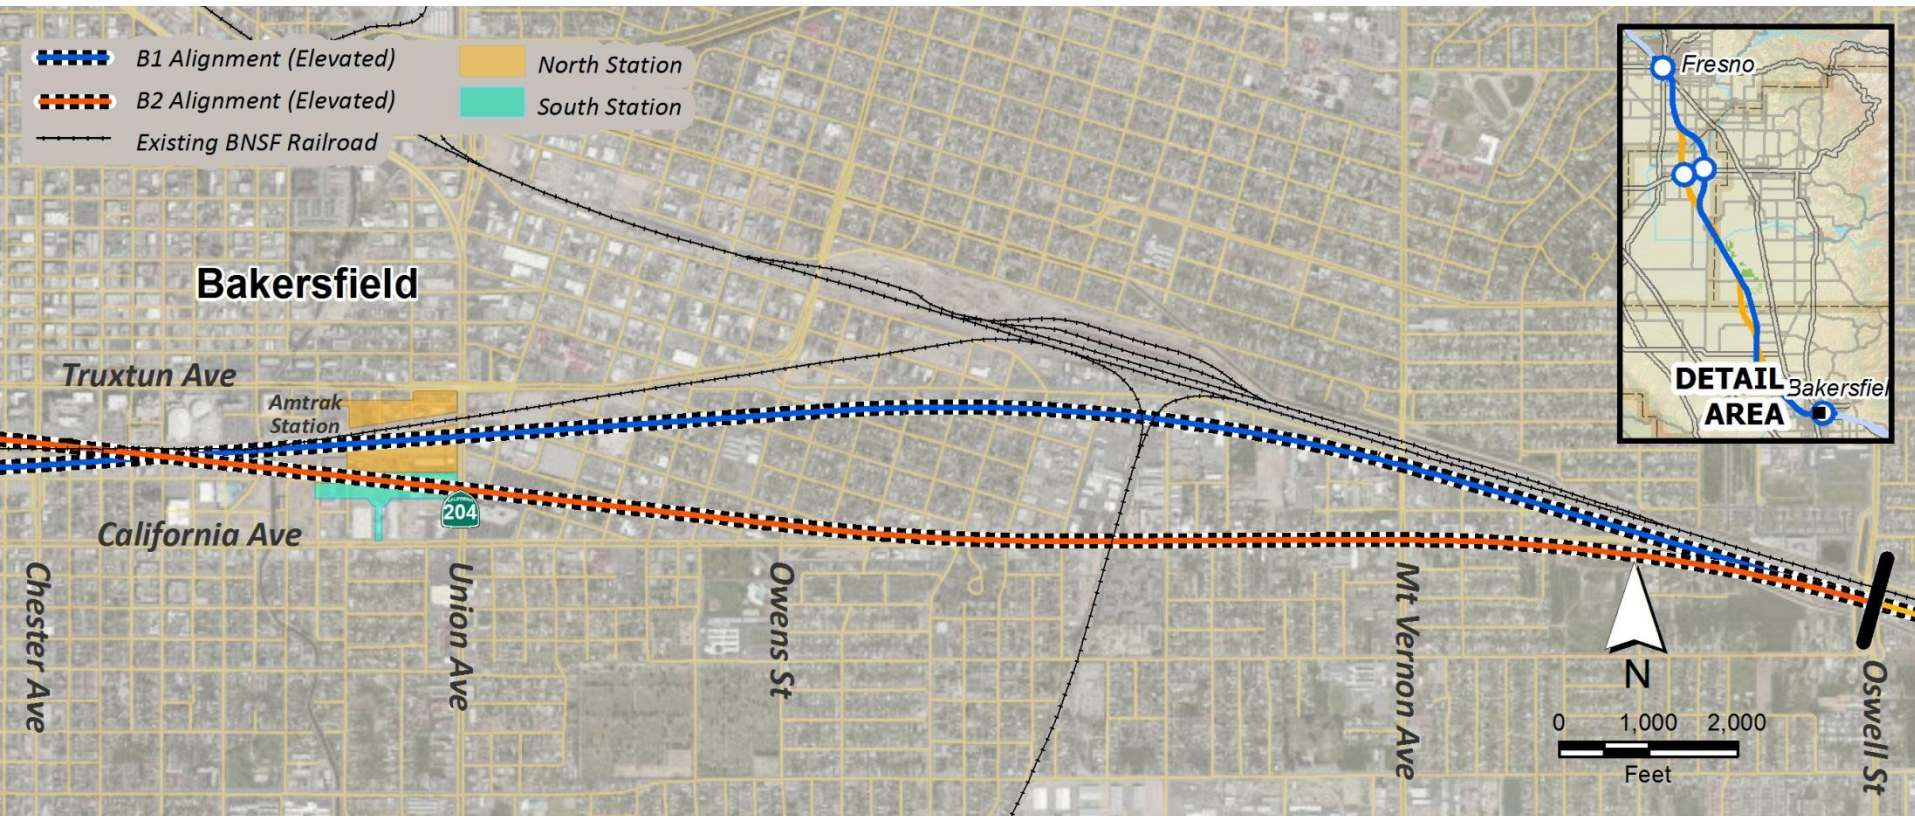 B1 Alignment (Elevated)
B2 Alignment (Elevated)
Existing BNSF Railroad
North Station
South Station
Fresno
Bakersfiel
DETAIL
AREA
Bakersfield
Truxtun Ave
Amtrak
Station
CALIFORNIA
204
California Ave
Chester Ave
Union Ave
Owens St
Mt Vernon Ave
Oswell St
N
0 1,000 2,000
Feet